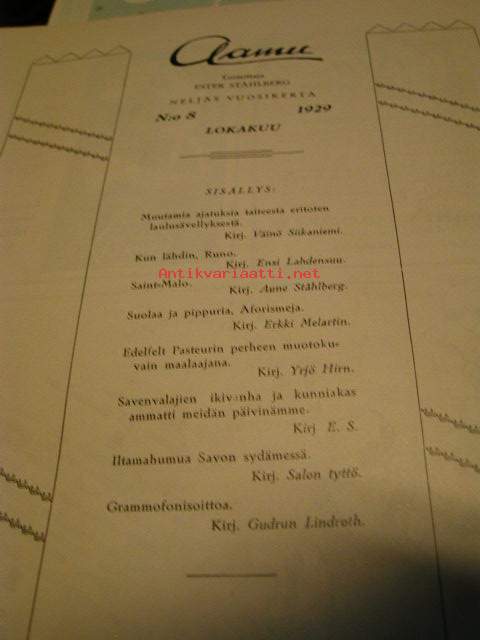 Aamu
Toimittaja
ESTER STÅHLBERG
NELJÄS VUOSIKERTA
N:o 8 1929
LOKAKUU
SISÄLLYS:
Muutamia ajatuksia taiteesta eritoten
laulusävellyksestä.
Kirj. Väinö Siikaniemi.
Kun lähdin, Runo.
Kirj. Ensi Lahdensuu.
Antikvariaatti.net
Saint-Malo.
Kirj. Aune Ståhlberg.
Suolaa ja pippuria, Aforismeja.
Kirj. Erkki Melartin.
Edelfelt Pasteurin perheen muotoku-
vain maalaajana.
Kirj. Yrjö Hirn.
Savenvalajien ikivanha ja kunniakas
ammatti meidän päivinämme.
Kirj E. S.
Iltamahumua Savon sydämessä.
Kirj. Salon tyttö.
Grammofonisoittoa.
Kirj. Gudrun Lindroth.